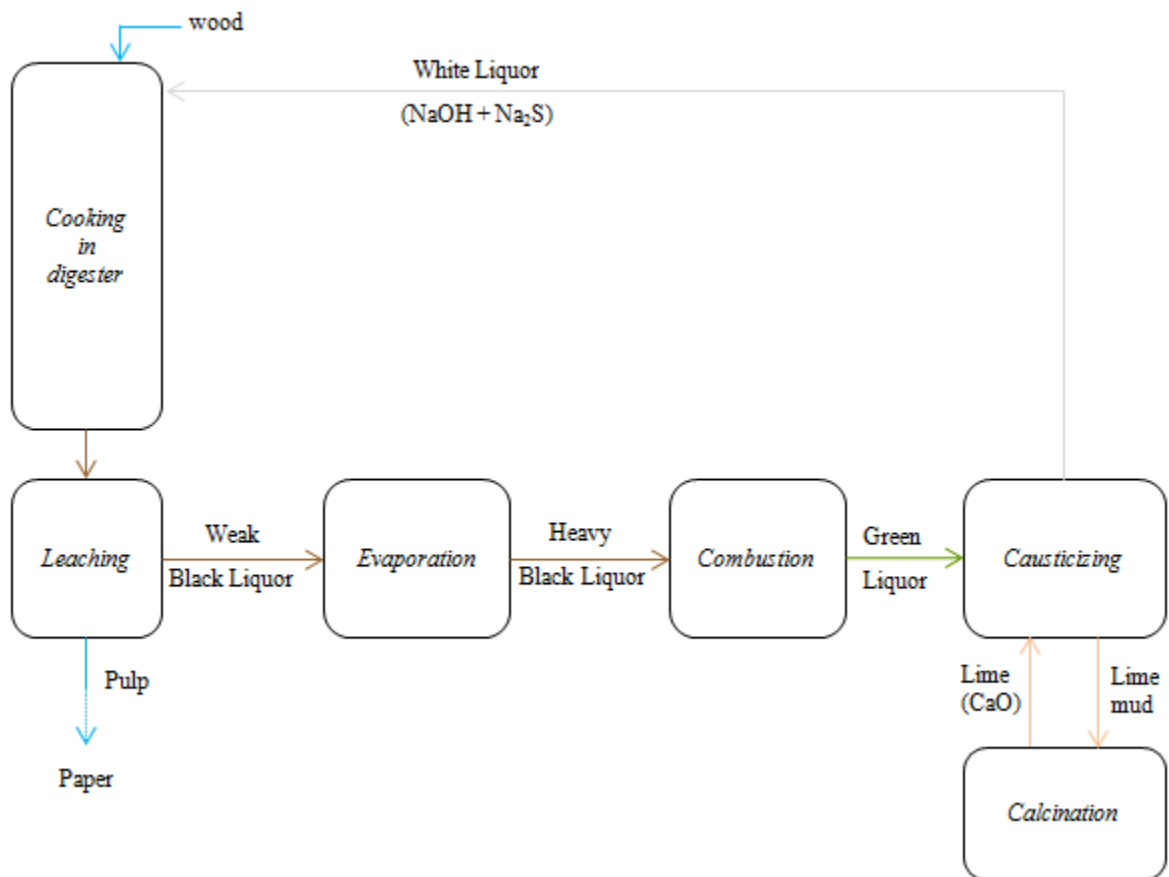 wood
White Liquor
(NaOH + Na₂S)
Cooking
in
digester
Leaching
Weak
Black Liquor
Evaporation
Heavy
Black Liquor
Combustion
Green
Liquor
Causticizing
Pulp
Paper
Lime
(CaO)
Lime
mud
Calcination